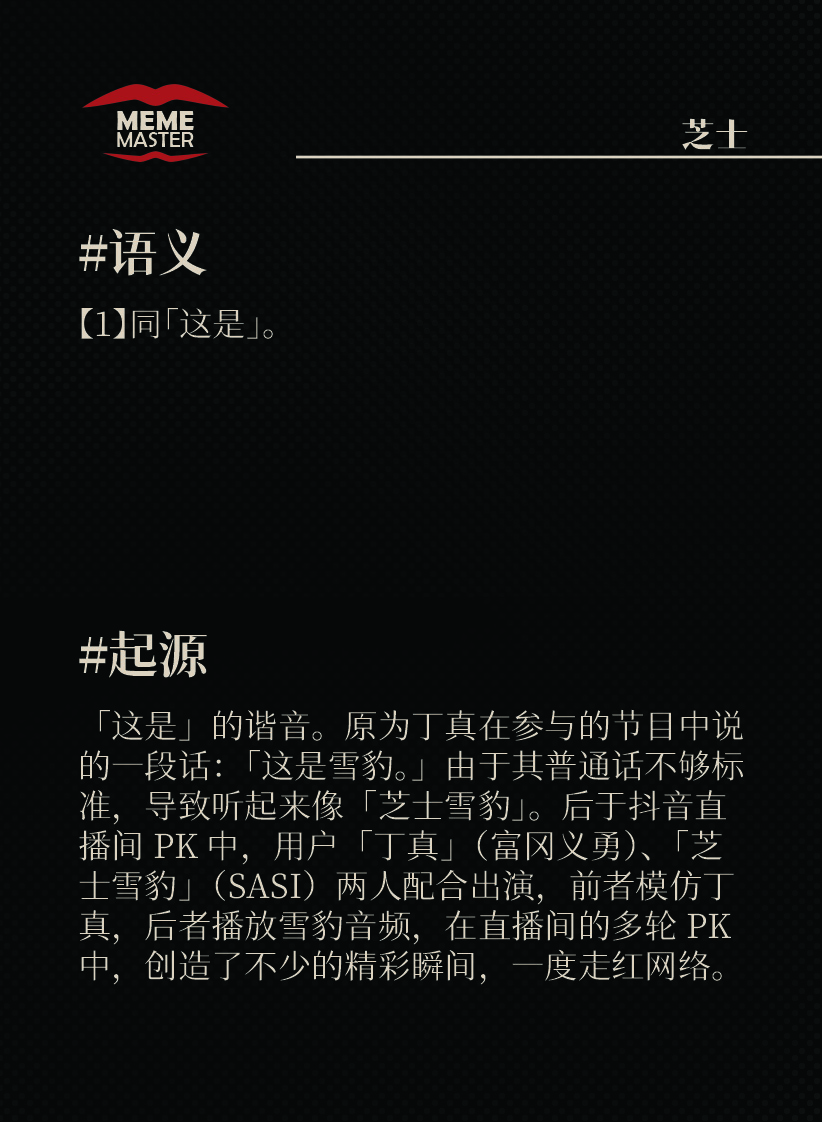 MEME
MASTER
芝士
#语义
【1】同「这是」。
#起源
「这是」的谐音。原为丁真在参与的节目中说
的一段话：「这是雪豹。」由于其普通话不够标
准，导致听起来像「芝士雪豹」。后于抖音直
播间 PK 中，用户「丁真」（富冈义勇）、「芝
士雪豹」（SASI）两人配合出演，前者模仿丁
真，后者播放雪豹音频，在直播间的多轮 PK
中，创造了不少的精彩瞬间，一度走红网络。